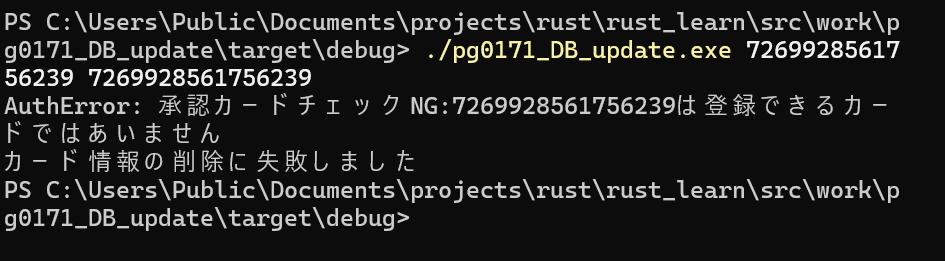 PS C:\Users\Public\Documents\projects\rust\rust_learn\src\work\p
g0171_DB_update\target\debug> ./pg0171_DB_update.exe 72699285617
56239 7269928561756239
AuthError: 承認カードチェックNG:7269928561756239は登録できるカー
ドではあいません
カード情報の削除に失敗しました
PS C:\Users\Public\Documents\projects\rust\rust_learn\src\work\p
g0171_DB_update\target\debug>